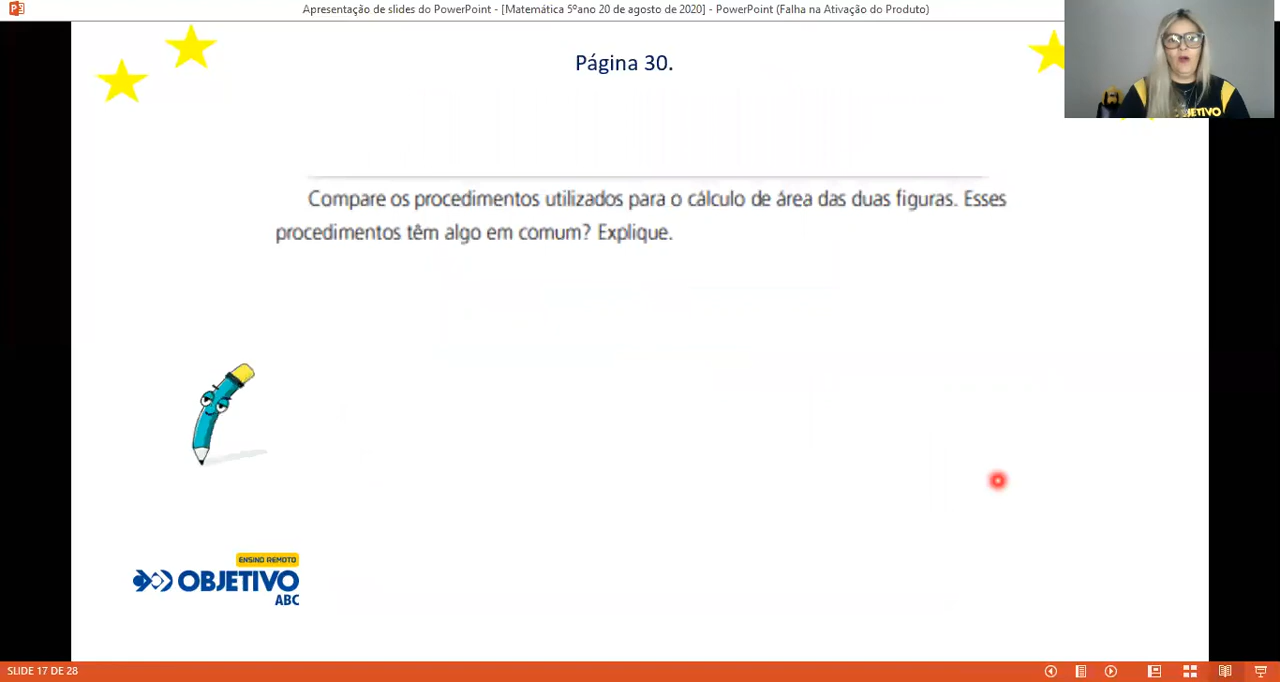 Apresentação de slides do PowerPoint - [Matemática 5ºano 20 de agosto de 2020] - PowerPoint (Falha na Ativação do Produto)
Página 30.
Compare os procedimentos utilizados para o cálculo de área das duas figuras. Esses
procedimentos têm algo em comum? Explique.
ENSINO REMOTO
OBJETIVO
ABC
SLIDE 17 DE 28